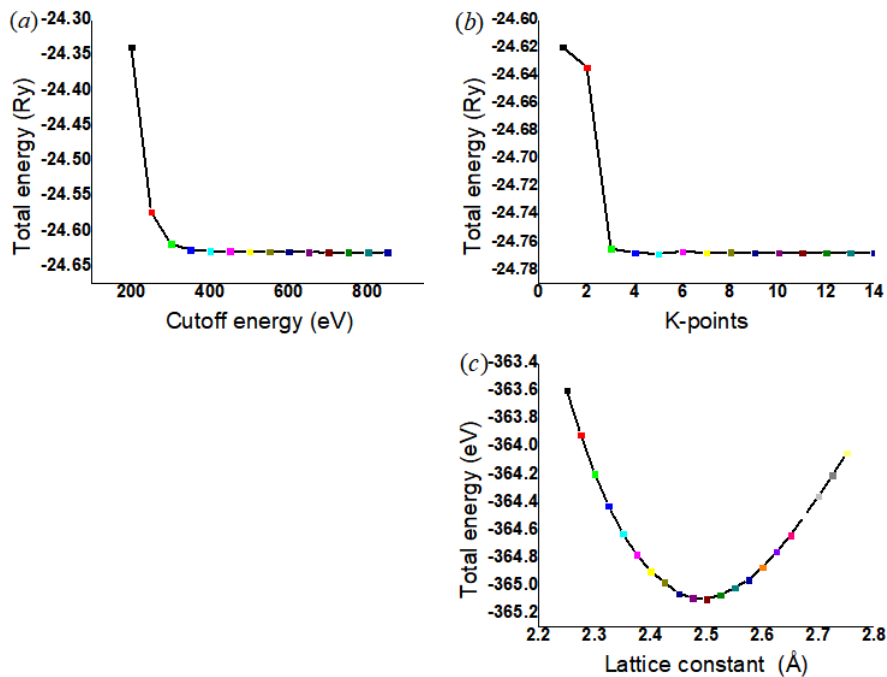 (a)
-24.30
-24.35
-24.40
-24.45
-24.50
-24.55
-24.60
-24.65
Total energy (Ry)
200 400 600 800
Cutoff energy (eV)
(b)
-24.60
-24.62
-24.64
-24.66
-24.68
-24.70
-24.72
-24.74
-24.76
-24.78
Total energy (Ry)
0 2 4 6 8 10 12 14
K-points
(c)
-363.4
-363.6
-363.8
-364.0
-364.2
-364.4
-364.6
-364.8
-365.0
-365.2
Total energy (eV)
2.2 2.3 2.4 2.5 2.6 2.7 2.8
Lattice constant (Å)